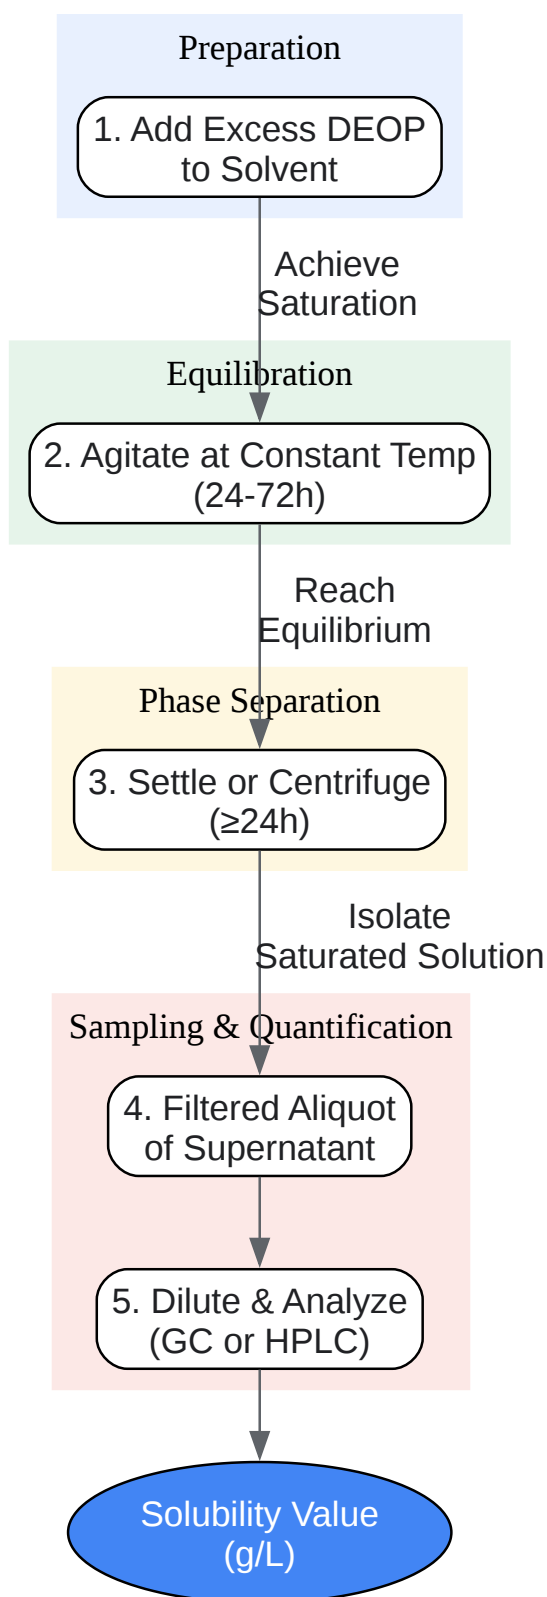 Preparation
1. Add Excess DEOP
to Solvent
Achieve
Saturation
Equilibration
2. Agitate at Constant Temp
(24-72h)
Reach
Equilibrium
Phase Separation
3. Settle or Centrifuge
(≥24h)
Isolate
Saturated Solution
Sampling & Quantification
4. Filtered Aliquot
of Supernatant
5. Dilute & Analyze
(GC or HPLC)
Solubility Value
(g/L)